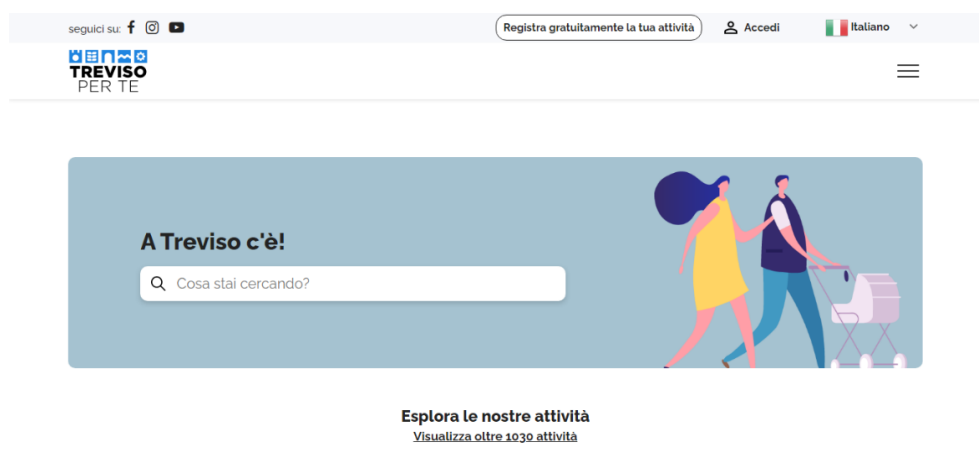 seguici su:
Registra gratuitamente la tua attività
Accedi
Italiano
TREVISO
PER TE
A Treviso c'è!
Cosa stai cercando?
Esplora le nostre attività
Visualizza oltre 1030 attività